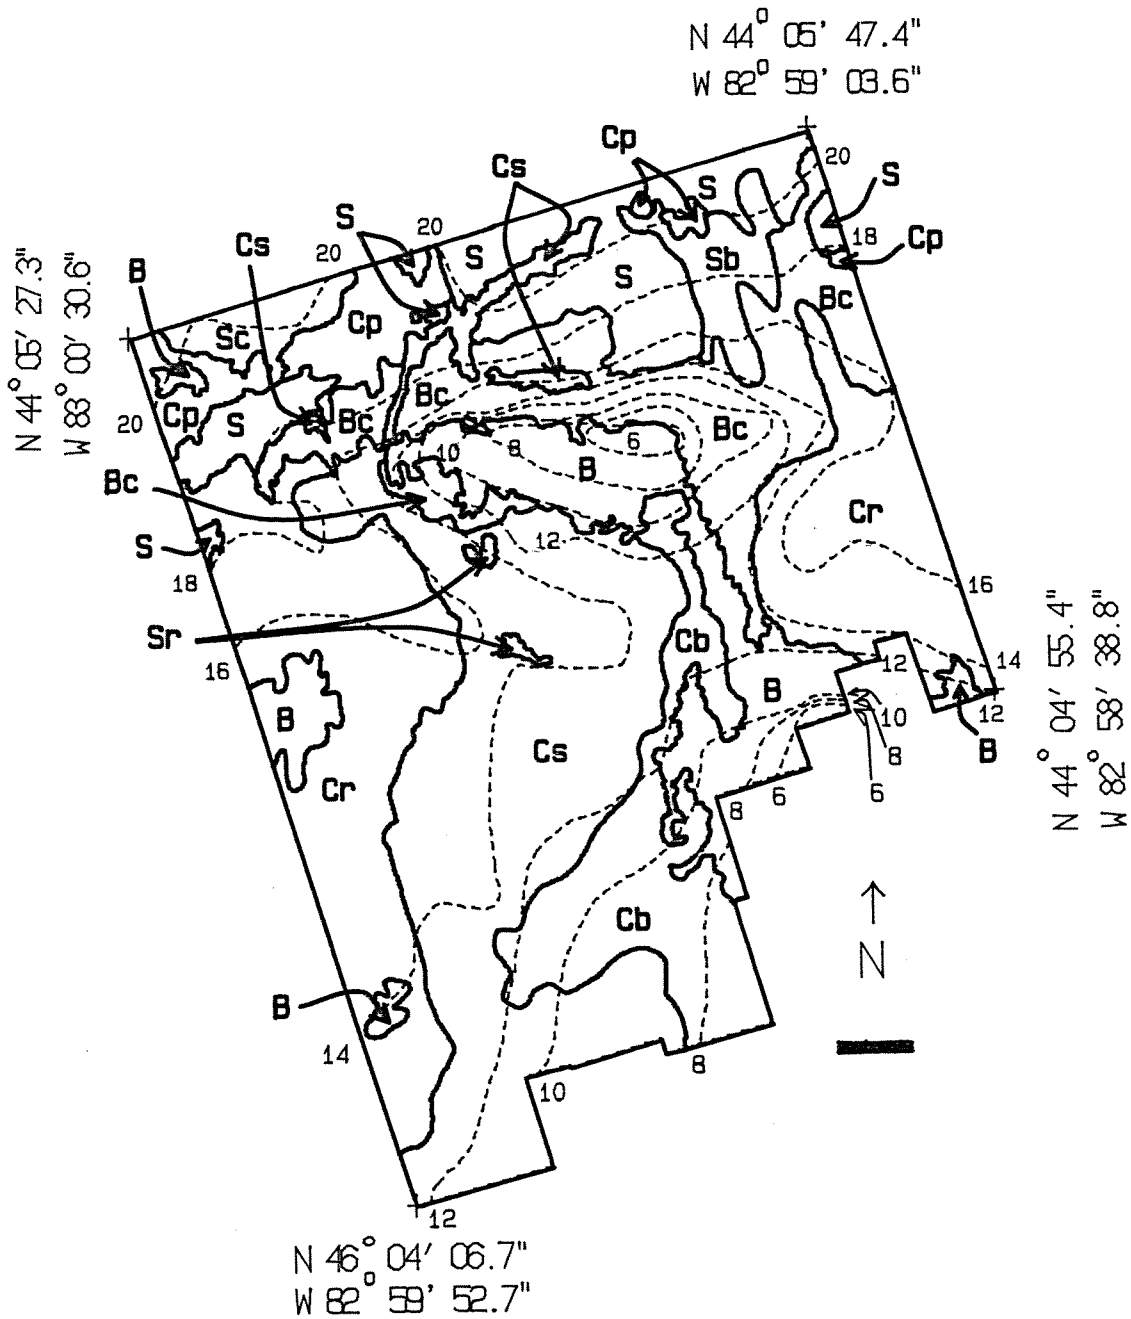 N 44° 05' 47.4"
W 82° 59' 03.6"
N 44° 05' 27.3"
W 83° 00' 30.6"
Cp
20
Cs
S
S
S
20
Cs
20
B
S
18
Cp
S
Sb
Bc
Sc
Cp
Bc
Cp
S
Bc
20
Bc
10
8
6
B
Bc
Cr
S
12
18
16
Sr
Cb
16
12
14
B
B
12
10
B
8
6
Cs
Cr
8
6
N 44° 04' 55.4"
W 82° 58' 38.8"
Cb
N
B
14
8
10
12
N 46° 04' 06.7"
W 82° 59' 52.7"